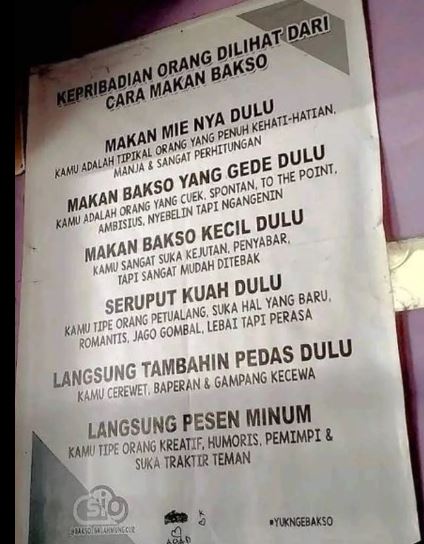 KEPRIBADIAN ORANG DILIHAT DARI
CARA MAKAN BAKSO
MAKAN MIE NYA DULU
KAMU ADALAH TIPIKAL ORANG YANG PENUH KEHATI-HATIAN,
MANJA & SANGAT PERHITUNGAN
MAKAN BAKSO YANG GEDE DULU
KAMU ADALAH ORANG YANG CUEK, SPONTAN, TO THE POINT,
AMBISIUS, NYEBELIN TAPI NGANGENIN
MAKAN BAKSO KECIL DULU
KAMU SANGAT SUKA KEJUTAN, PENYABAR,
TAPI SANGAT MUDAH DITEBAK
SERUPUT KUAH DULU
KAMU TIPE ORANG PETUALANG, SUKA HAL YANG BARU,
ROMANTIS, JAGO GOMBAL, LEBAI TAPI PERASA
LANGSUNG TAMBAHIN PEDAS DULU
KAMU CEREWET, BAPERAN & GAMPANG KECEWA
LANGSUNG PESEN MINUM
KAMU TIPE ORANG KREATIF, HUMORIS, PEMIMPI &
SUKA TRAKTIR TEMAN
#YUKNGEBAKSO